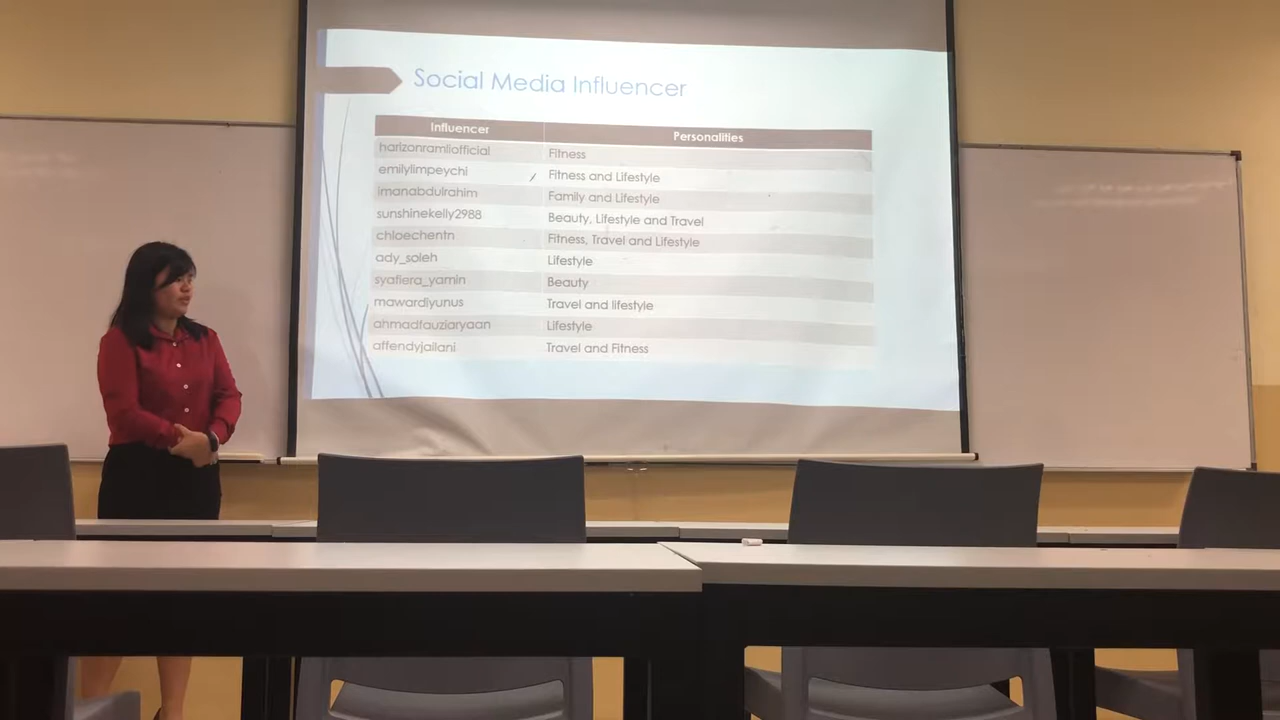 Social Media Influencer
Influencer Personalities
harizonramliofficial Fitness
emilylimpeychi Fitness and Lifestyle
imanabdulrahim Family and Lifestyle
sunshinekelly2988 Beauty, Lifestyle and Travel
chloechentn Fitness, Travel and Lifestyle
ady_soleh Lifestyle
syafiera_yamin Beauty
mawardiyunus Travel and lifestyle
ahmadfauziaryaan Lifestyle
affendyjailani Travel and Fitness